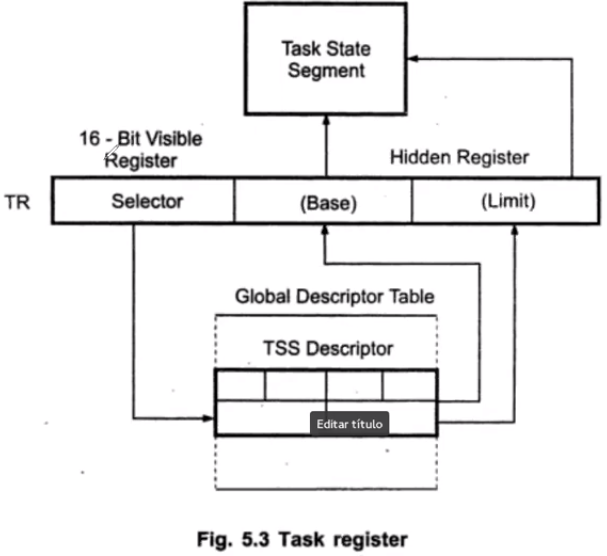 Task State
Segment
16 - Bit Visible
Register
Hidden Register
TR
Selector
(Base)
(Limit)
Global Descriptor Table
TSS Descriptor
Editar título
Fig. 5.3 Task register